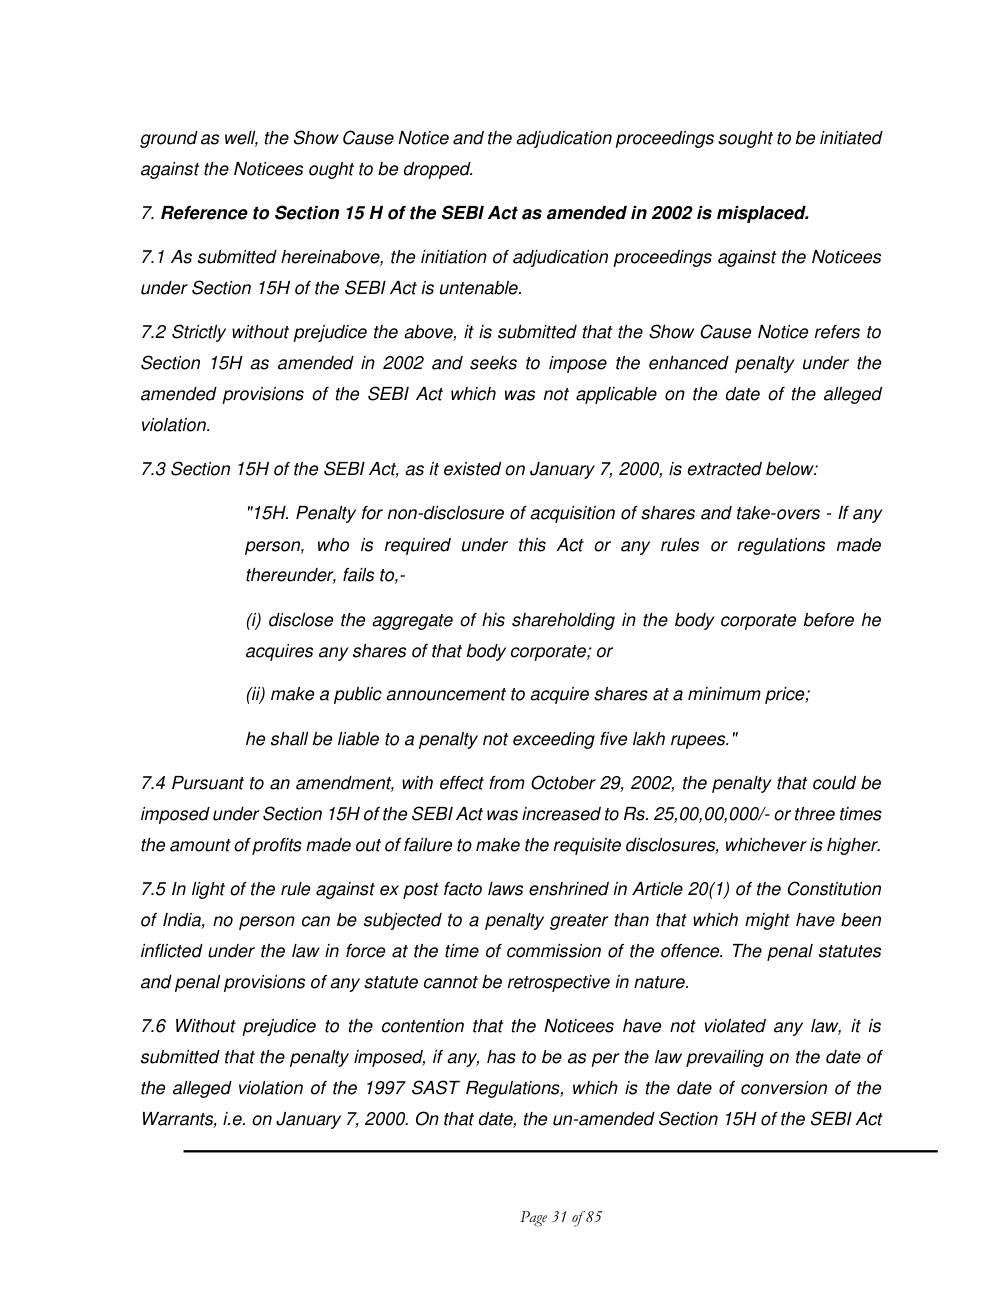 ground as well, the Show Cause Notice and the adjudication proceedings sought to be initiated
against the Noticees ought to be dropped.
7. Reference to Section 15 H of the SEBI Act as amended in 2002 is misplaced.
7.1 As submitted hereinabove, the initiation of adjudication proceedings against the Noticees
under Section 15H of the SEBI Act is untenable.
7.2 Strictly without prejudice the above, it is submitted that the Show Cause Notice refers to
Section 15H as amended in 2002 and seeks to impose the enhanced penalty under the
amended provisions of the SEBI Act which was not applicable on the date of the alleged
violation.
7.3 Section 15H of the SEBI Act, as it existed on January 7, 2000, is extracted below:
"15H. Penalty for non-disclosure of acquisition of shares and take-overs - If any
person, who is required under this Act or any rules or regulations made
thereunder, fails to,-
(i) disclose the aggregate of his shareholding in the body corporate before he
acquires any shares of that body corporate; or
(ii) make a public announcement to acquire shares at a minimum price;
he shall be liable to a penalty not exceeding five lakh rupees."
7.4 Pursuant to an amendment, with effect from October 29, 2002, the penalty that could be
imposed under Section 15H of the SEBI Act was increased to Rs. 25,00,00,000/- or three times
the amount of profits made out of failure to make the requisite disclosures, whichever is higher.
7.5 In light of the rule against ex post facto laws enshrined in Article 20(1) of the Constitution
of India, no person can be subjected to a penalty greater than that which might have been
inflicted under the law in force at the time of commission of the offence. The penal statutes
and penal provisions of any statute cannot be retrospective in nature.
7.6 Without prejudice to the contention that the Noticees have not violated any law, it is
submitted that the penalty imposed, if any, has to be as per the law prevailing on the date of
the alleged violation of the 1997 SAST Regulations, which is the date of conversion of the
Warrants, i.e. on January 7, 2000. On that date, the un-amended Section 15H of the SEBI Act
Page 31 of 85